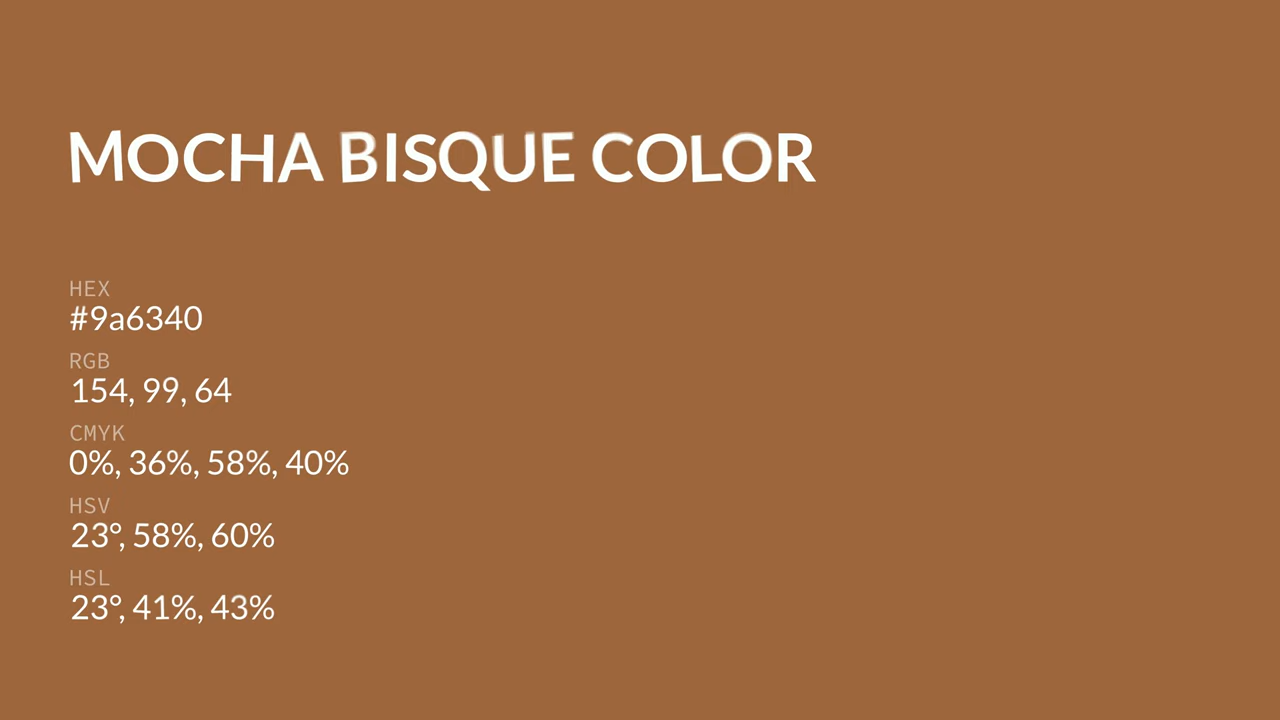 MOCHA BISQUE COLOR
HEX
#9a6340
RGB
154, 99, 64
CMYK
0%, 36%, 58%, 40%
HSV
23°, 58%, 60%
HSL
23°, 41%, 43%